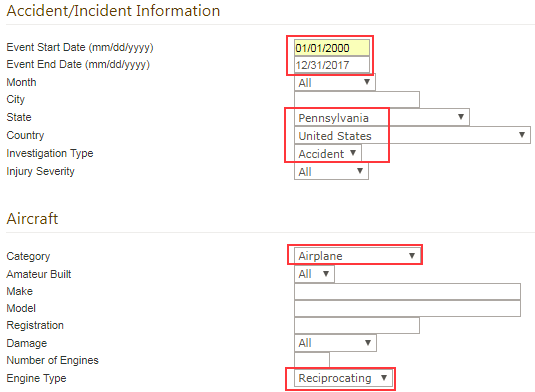 Accident/Incident Information
Event Start Date (mm/dd/yyyy) 01/01/2000
Event End Date (mm/dd/yyyy) 12/31/2017
Month All
City
State Pennsylvania
Country United States
Investigation Type Accident
Injury Severity All
Aircraft
Category Airplane
Amateur Built All
Make
Model
Registration
Damage All
Number of Engines
Engine Type Reciprocating